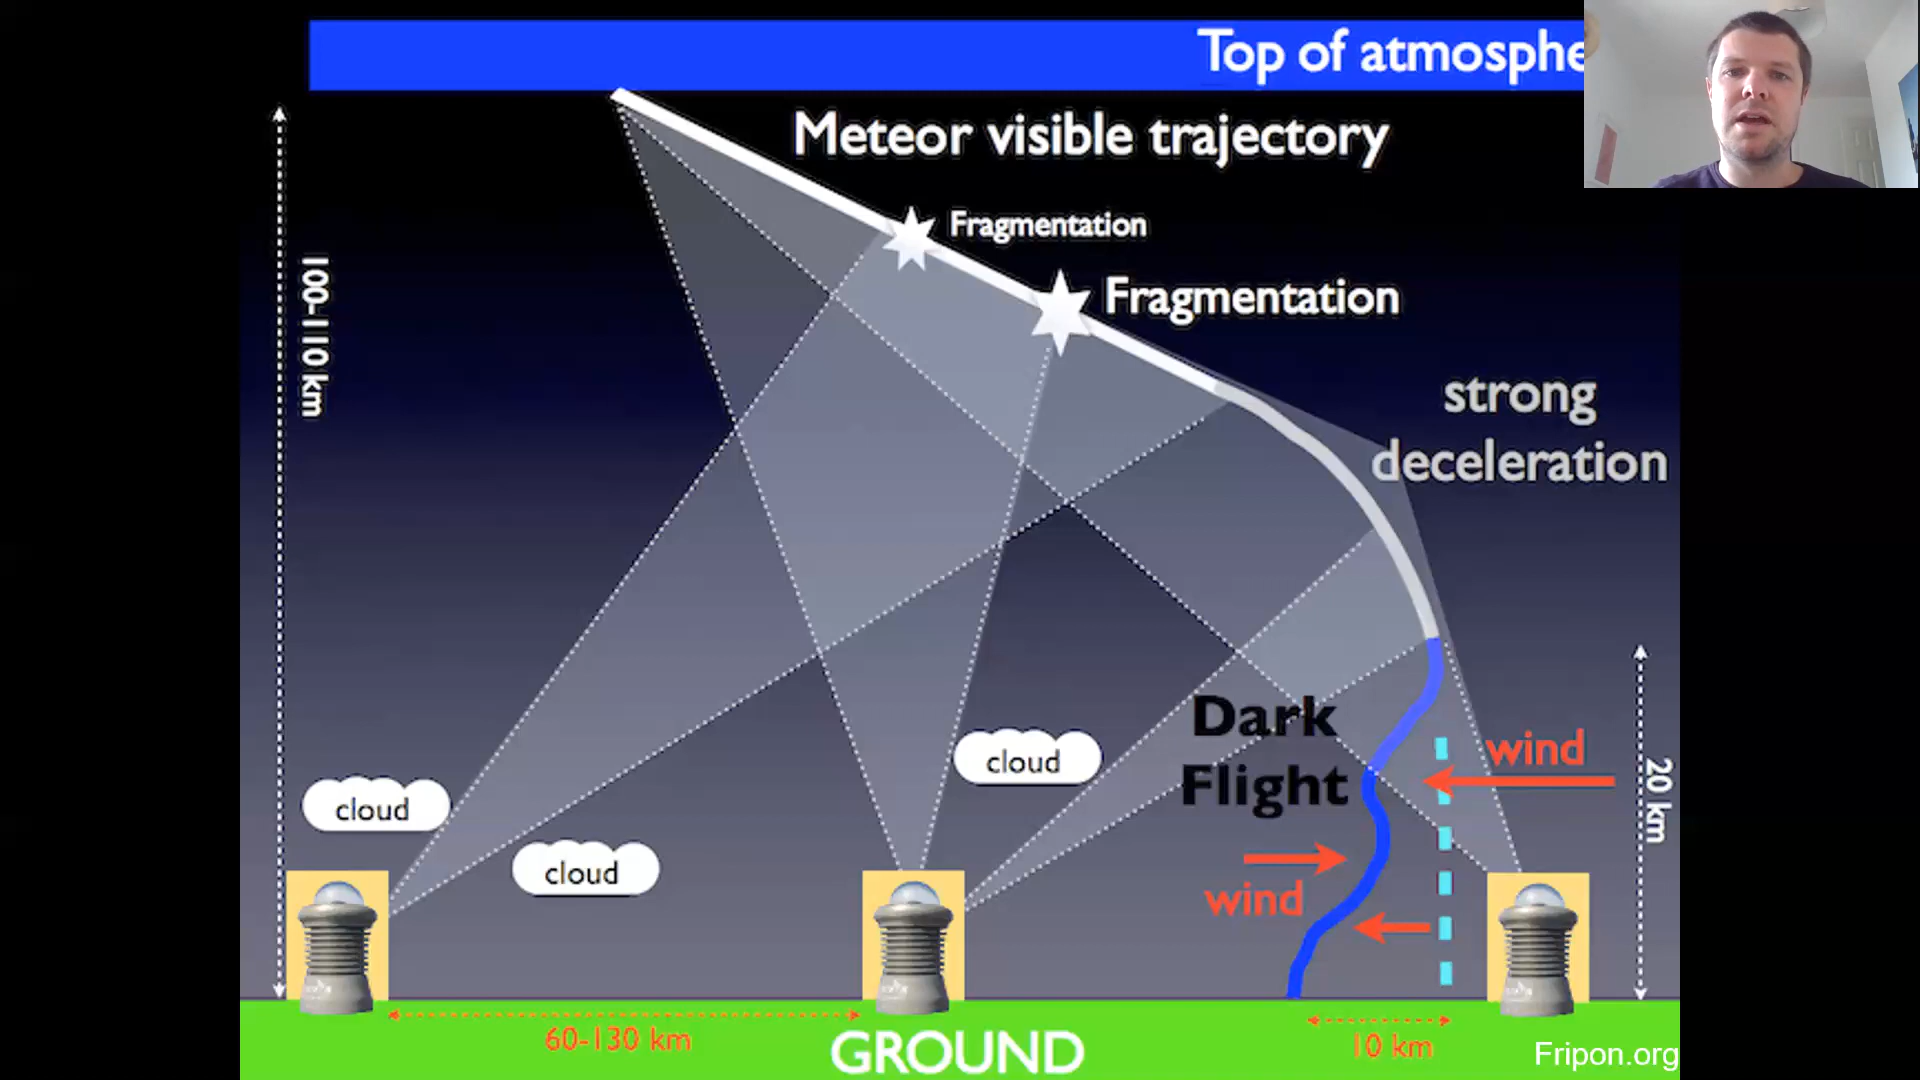 Top of atmosphe
Meteor visible trajectory
Fragmentation
Fragmentation
100-110 km
strong
deceleration
Dark
Flight
wind
cloud
cloud
cloud
20 km
wind
60-130 km
GROUND
10 km
Fripon.org